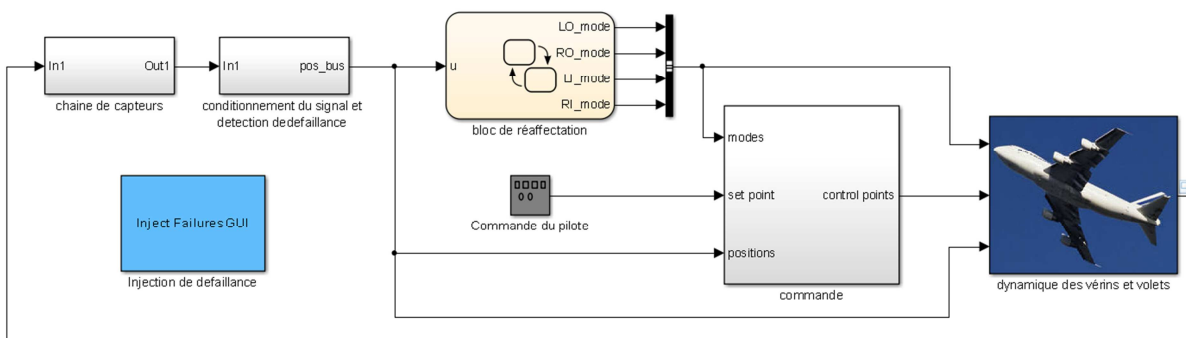 LO_mode
RO_mode
LI_mode
RI_mode
u
bloc de réaffectation
In1
Out1
chaine de capteurs
In1
pos_bus
conditionnement du signal et
detection dedefaillance
modes
set point
positions
control points
commande
Commande du pilote
Inject Failures GUI
Injection de defaillance
dynamique des vérins et volets